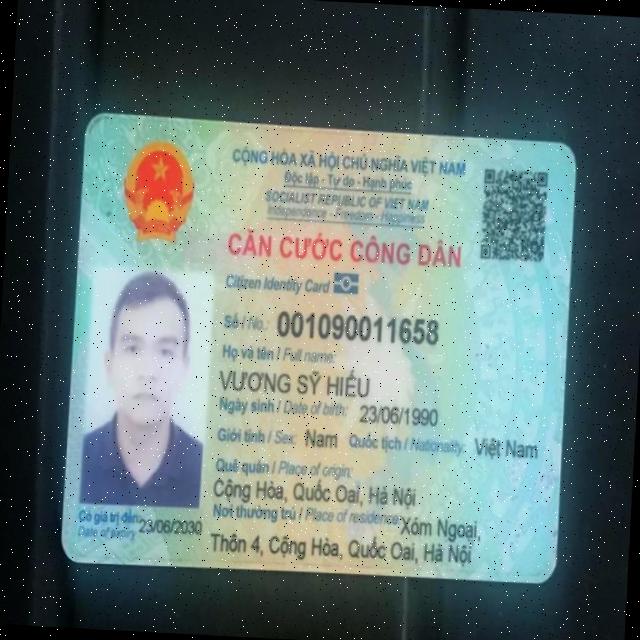 CỘNG HÒA XÃ HỘI CHỦ NGHĨA VIỆT NAM
Độc lập - Tự do - Hạnh phúc
SOCIALIST REPUBLIC OF VIET NAM
Independence - Freedom - Happiness
CĂN CƯỚC CÔNG DÂN
Citizen Identity Card
Số / No.: 001090011658
Họ và tên / Full name:
VƯƠNG SỸ HIẾU
Ngày sinh / Date of birth: 23/06/1990
Giới tính / Sex: Nam Quốc tịch / Nationality: Việt Nam
Quê quán / Place of origin:
Cộng Hòa, Quốc Oai, Hà Nội
Nơi thường trú / Place of residence: Xóm Ngoại,
Thôn 4, Cộng Hòa, Quốc Oai, Hà Nội
Có giá trị đến: 23/06/2030
Date of expiry